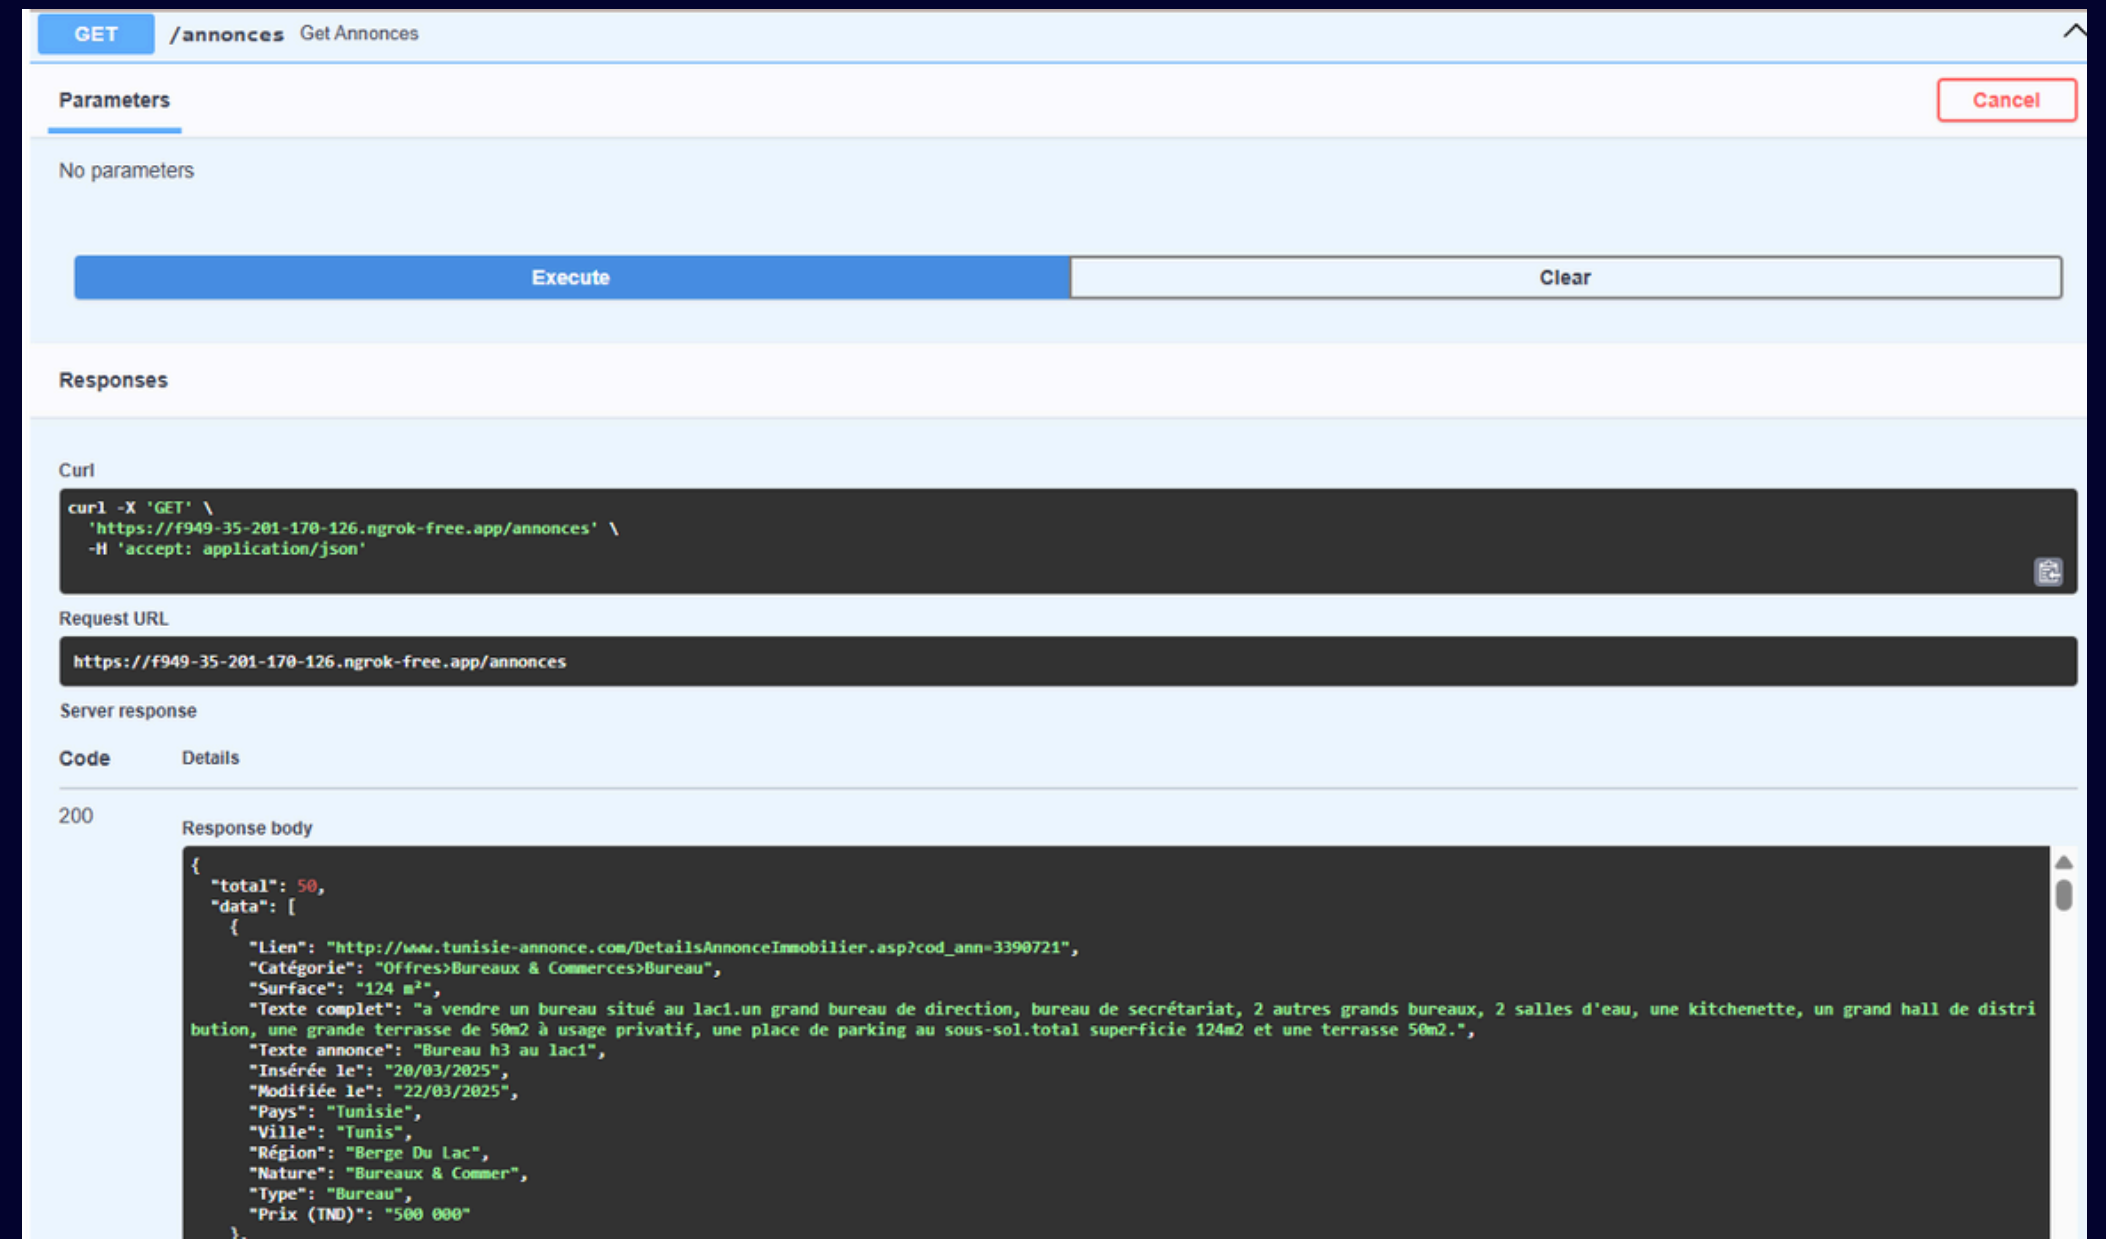 GET /annonces Get Annonces
Parameters
Cancel
No parameters
Execute
Clear
Responses
Curl
curl -X 'GET' \
'https://f949-35-201-170-126.ngrok-free.app/annonces' \
-H 'accept: application/json'
Request URL
https://f949-35-201-170-126.ngrok-free.app/annonces
Server response
Code Details
200
Response body
{
"total": 50,
"data": [
{
"Lien": "http://www.tunisie-annonce.com/DetailsAnnonceImmobilier.asp?cod_ann=3390721",
"Catégorie": "Offres>Bureaux & Commerces>Bureau",
"Surface": "124 m²",
"Texte complet": "a vendre un bureau situé au lac1.un grand bureau de direction, bureau de secrétariat, 2 autres grands bureaux, 2 salles d'eau, une kitchenette, un grand hall de distri
bution, une grande terrasse de 50m2 à usage privatif, une place de parking au sous-sol.total superficie 124m2 et une terrasse 50m2.",
"Texte annonce": "Bureau h3 au lac1",
"Insérée le": "20/03/2025",
"Modifiée le": "22/03/2025",
"Pays": "Tunisie",
"Ville": "Tunis",
"Région": "Berge Du Lac",
"Nature": "Bureaux & Commer",
"Type": "Bureau",
"Prix (TND)": "500 000"
},